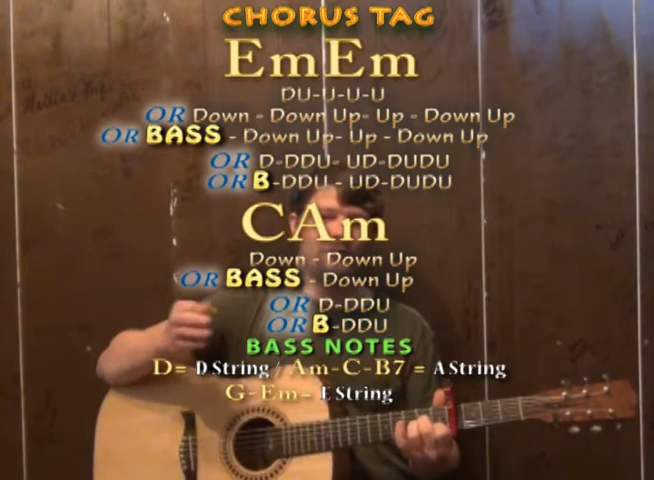 CHORUS TAG
EmEm
DU-U-U-U
OR Down - Down Up- Up - Down Up
OR BASS - Down Up- Up - Down Up
OR D-DDU- UD-DUDU
OR B-DDU - UD-DUDU
CAm
Down - Down Up
OR BASS - Down Up
OR D-DDU
OR B-DDU
BASS NOTES
D= D String / Am-C-B7 = A String
G-Em= E String